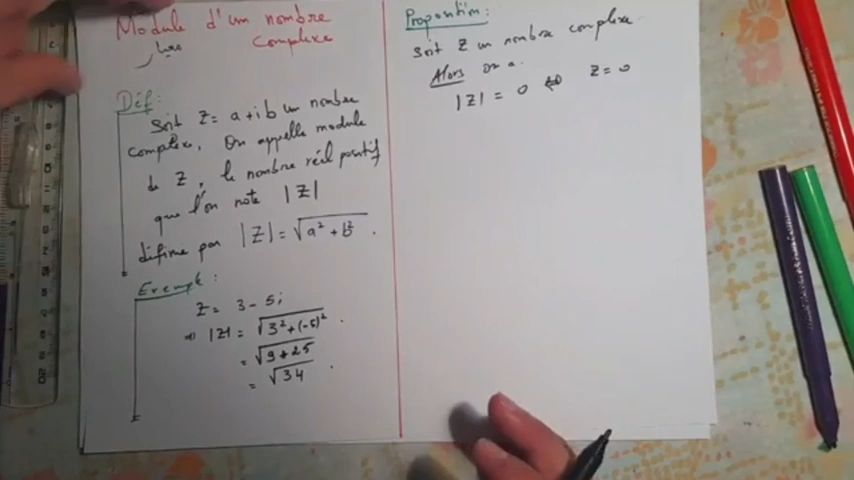 Module d'un nombre
complexe
معيار
Déf:
Soit Z = a+ib un nombre
complexe. On appelle module
de Z, le nombre réel positif
que l'on note |Z|
définie par |Z| = √a² + b² .
Exemple :
Z = 3 - 5i
⇒ |Z| = √3² + (-5)² .
= √9 + 25
= √34 .
Proposition :
Soit Z un nombre complexe.
Alors on a.
|Z| = 0 ⇔ Z = 0